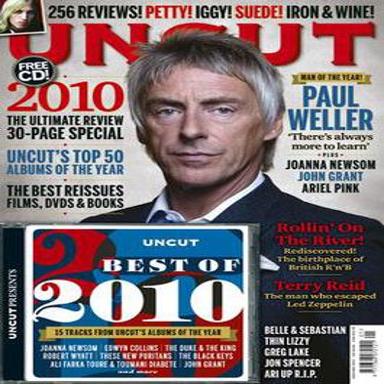 256 REVIEWS! PETTY! IGGY! SUEDE! IRON & WINE!
UNCUT
FREE CD!
2010
THE ULTIMATE REVIEW
30-PAGE SPECIAL
UNCUT'S TOP 50
ALBUMS OF THE YEAR
THE BEST REISSUES
FILMS, DVDS & BOOKS
MAN OF THE YEAR!
PAUL
WELLER
'There's always
more to learn'
PLUS
JOANNA NEWSOM
JOHN GRANT
ARIEL PINK
Rollin' On
The River!
Rediscovered!
The birthplace of
British R'n'B
Terry Reid
The man who escaped
Led Zeppelin
BELLE & SEBASTIAN
THIN LIZZY
GREG LAKE
JON SPENCER
ARI UP R.I.P.
UNCUT PRESENTS
UNCUT
BEST OF
2010
15 TRACKS FROM UNCUT'S ALBUMS OF THE YEAR
JOANNA NEWSOM | EDWYN COLLINS | THE DUKE & THE KING
ROBERT WYATT | THESE NEW PURITANS | THE BLACK KEYS
ALI FARKA TOURE & TOUMANI DIABETE | JOHN GRANT
and more